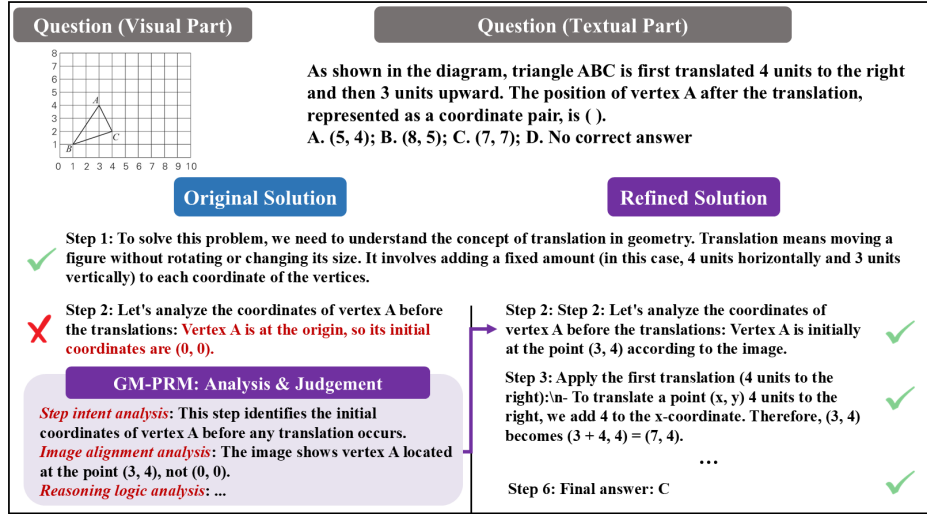 Question (Visual Part)
Question (Textual Part)
8
7
6
5
4
3
2
1
A
C
B
0 1 2 3 4 5 6 7 8 9 10
As shown in the diagram, triangle ABC is first translated 4 units to the right
and then 3 units upward. The position of vertex A after the translation,
represented as a coordinate pair, is ( ).
A. (5, 4); B. (8, 5); C. (7, 7); D. No correct answer
Original Solution
Refined Solution
Step 1: To solve this problem, we need to understand the concept of translation in geometry. Translation means moving a
figure without rotating or changing its size. It involves adding a fixed amount (in this case, 4 units horizontally and 3 units
vertically) to each coordinate of the vertices.
Step 2: Let's analyze the coordinates of vertex A before
the translations: Vertex A is at the origin, so its initial
coordinates are (0, 0).
GM-PRM: Analysis & Judgement
Step intent analysis: This step identifies the initial
coordinates of vertex A before any translation occurs.
Image alignment analysis: The image shows vertex A located
at the point (3, 4), not (0, 0).
Reasoning logic analysis: ...
Step 2: Step 2: Let's analyze the coordinates of
vertex A before the translations: Vertex A is initially
at the point (3, 4) according to the image.
Step 3: Apply the first translation (4 units to the
right):\n- To translate a point (x, y) 4 units to the
right, we add 4 to the x-coordinate. Therefore, (3, 4)
becomes (3 + 4, 4) = (7, 4).
...
Step 6: Final answer: C